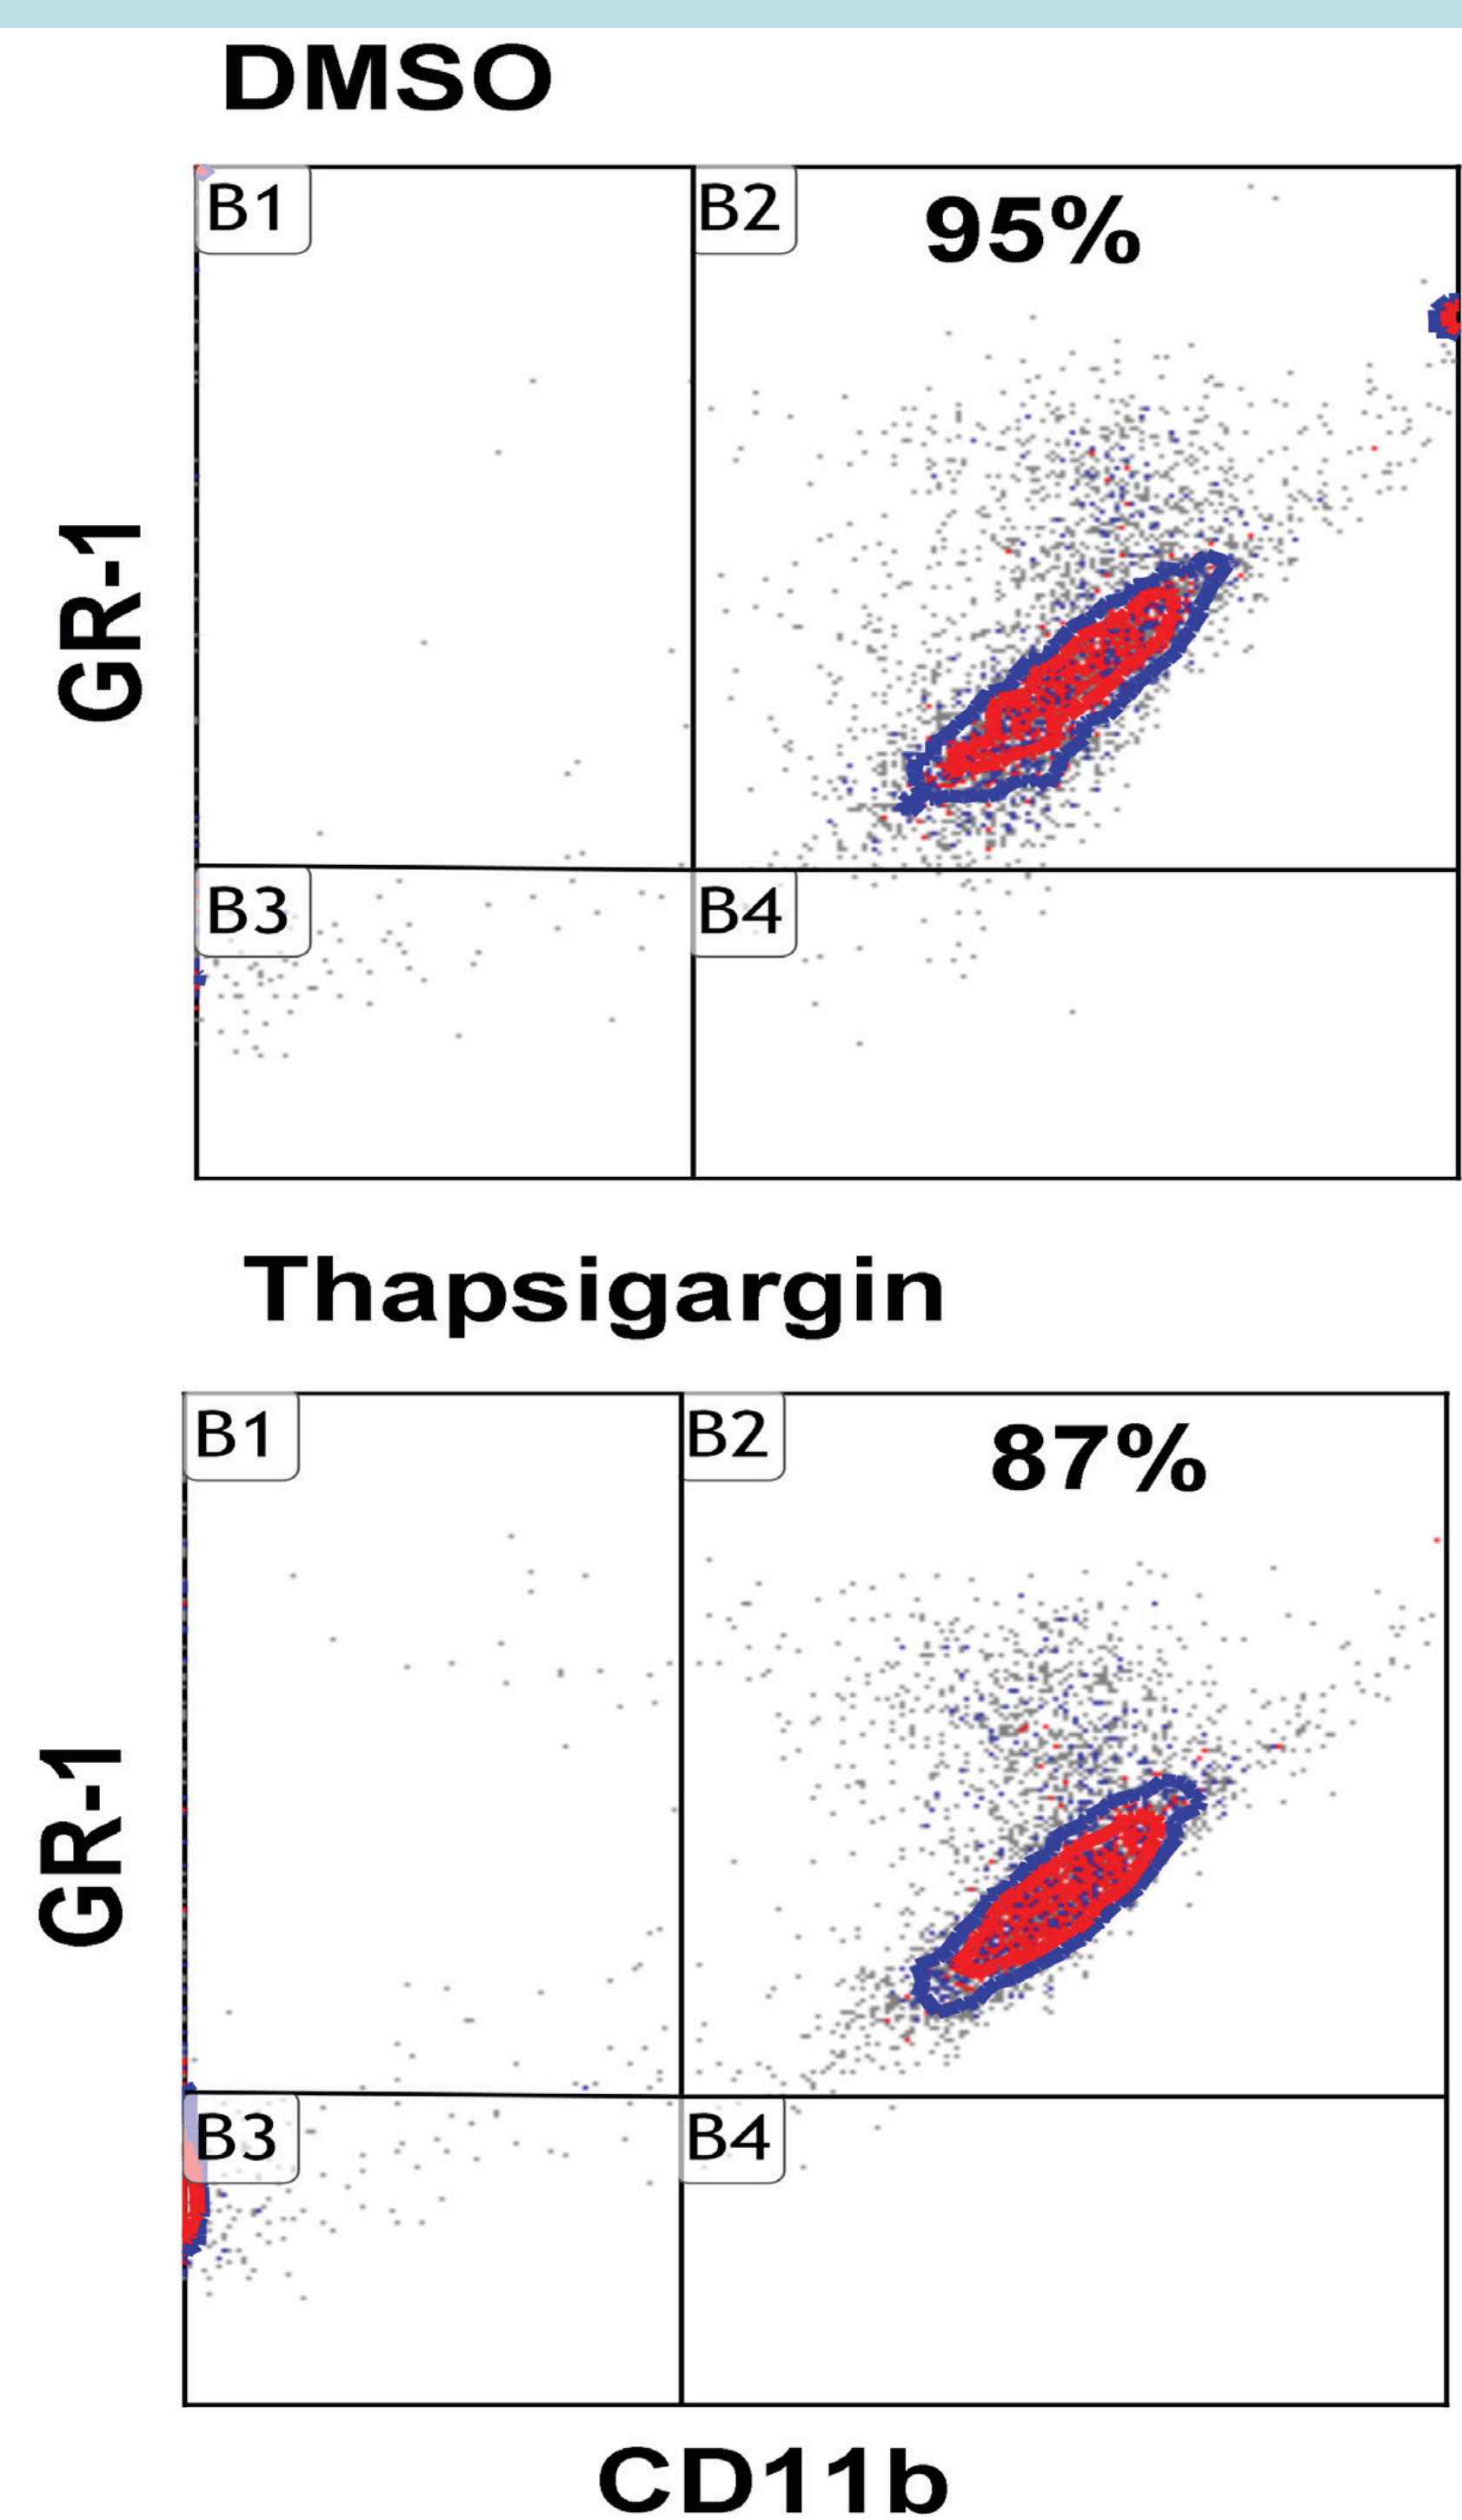 DMSO
B1
B2
95%
GR-1
B3
B4
Thapsigargin
B1
B2
87%
GR-1
B3
B4
CD11b